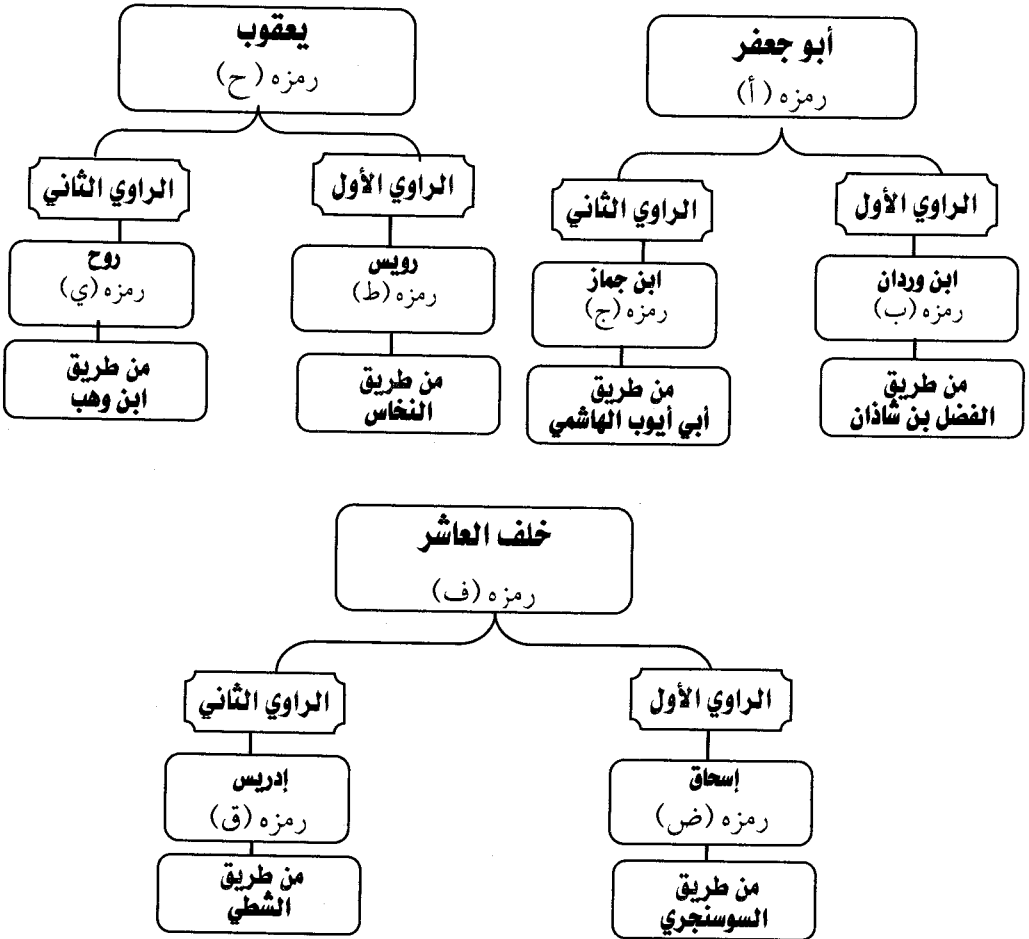 أبو جعفر
رمزه (أ)
الراوي الأول
ابن وردان
رمزه (ب)
من طريق
الفضل بن شاذان
الراوي الثاني
ابن جماز
رمزه (ج)
من طريق
أبي أيوب الهاشمي
يعقوب
رمزه (ح)
الراوي الأول
رويس
رمزه (ط)
من طريق
النخاس
الراوي الثاني
روح
رمزه (ي)
من طريق
ابن وهب
خلف العاشر
رمزه (ف)
الراوي الأول
إسحاق
رمزه (ض)
من طريق
السوسنجري
الراوي الثاني
إدريس
رمزه (ق)
من طريق
الشطي